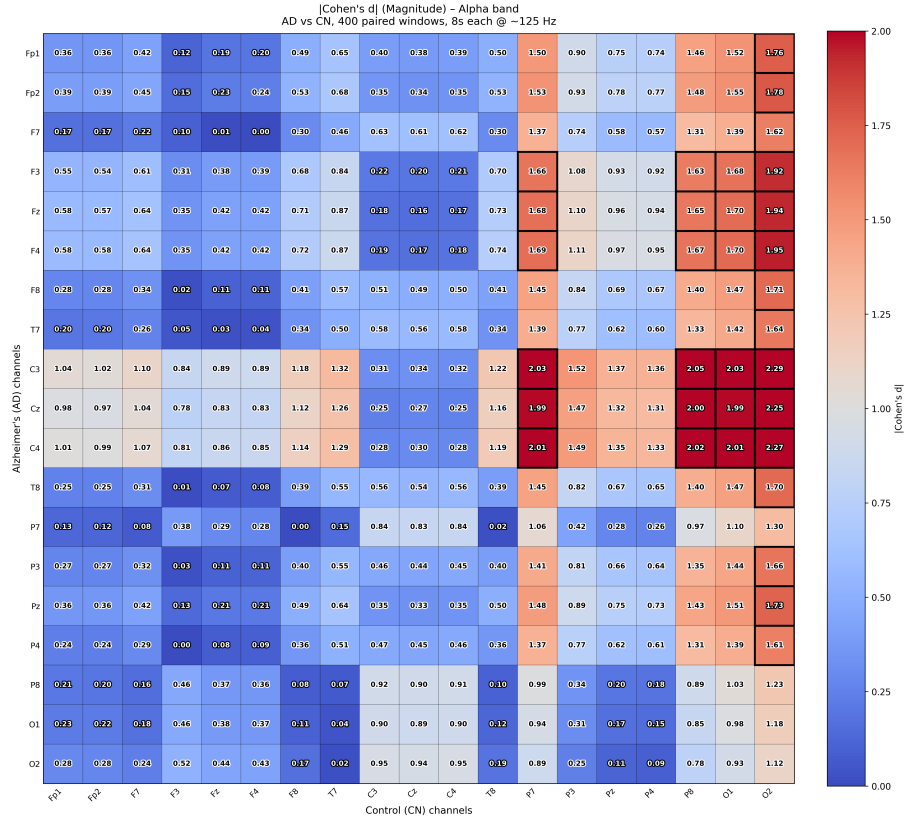 |Cohen's d| (Magnitude) – Alpha band
AD vs CN, 400 paired windows, 8s each @ ~125 Hz
Fp1 0.36 0.36 0.42 0.12 0.19 0.20 0.49 0.65 0.40 0.38 0.39 0.50 1.50 0.90 0.75 0.74 1.46 1.52 1.76
Fp2 0.39 0.39 0.45 0.15 0.23 0.24 0.53 0.68 0.35 0.34 0.35 0.53 1.53 0.93 0.78 0.77 1.48 1.55 1.78
F7 0.17 0.17 0.22 0.10 0.01 0.00 0.30 0.46 0.63 0.61 0.62 0.30 1.37 0.74 0.58 0.57 1.31 1.39 1.62
F3 0.55 0.54 0.61 0.31 0.38 0.39 0.68 0.84 0.22 0.20 0.21 0.70 1.66 1.08 0.93 0.92 1.63 1.68 1.92
Fz 0.58 0.57 0.64 0.35 0.42 0.42 0.71 0.87 0.18 0.16 0.17 0.73 1.68 1.10 0.96 0.94 1.65 1.70 1.94
F4 0.58 0.58 0.64 0.35 0.42 0.42 0.72 0.87 0.19 0.17 0.18 0.74 1.69 1.11 0.97 0.95 1.67 1.70 1.95
F8 0.28 0.28 0.34 0.02 0.11 0.11 0.41 0.57 0.51 0.49 0.50 0.41 1.45 0.84 0.69 0.67 1.40 1.47 1.71
T7 0.20 0.20 0.26 0.05 0.03 0.04 0.34 0.50 0.58 0.56 0.58 0.34 1.39 0.77 0.62 0.60 1.33 1.42 1.64
C3 1.04 1.02 1.10 0.84 0.89 0.89 1.18 1.32 0.31 0.34 0.32 1.22 2.03 1.52 1.37 1.36 2.05 2.03 2.29
Cz 0.98 0.97 1.04 0.78 0.83 0.83 1.12 1.26 0.25 0.27 0.25 1.16 1.99 1.47 1.32 1.31 2.00 1.99 2.25
C4 1.01 0.99 1.07 0.81 0.86 0.85 1.14 1.29 0.28 0.30 0.28 1.19 2.01 1.49 1.35 1.33 2.02 2.01 2.27
T8 0.25 0.25 0.31 0.01 0.07 0.08 0.39 0.55 0.56 0.54 0.56 0.39 1.45 0.82 0.67 0.65 1.40 1.47 1.70
P7 0.13 0.12 0.08 0.38 0.29 0.28 0.00 0.15 0.84 0.83 0.84 0.02 1.06 0.42 0.28 0.26 0.97 1.10 1.30
P3 0.27 0.27 0.32 0.03 0.11 0.11 0.40 0.55 0.46 0.44 0.45 0.40 1.41 0.81 0.66 0.64 1.35 1.44 1.66
Pz 0.36 0.36 0.42 0.13 0.21 0.21 0.49 0.64 0.35 0.33 0.35 0.49 1.48 0.89 0.75 0.73 1.43 1.51 1.73
P4 0.24 0.24 0.29 0.00 0.08 0.09 0.36 0.51 0.47 0.45 0.46 0.36 1.37 0.77 0.62 0.61 1.31 1.39 1.61
P8 0.21 0.20 0.16 0.46 0.37 0.36 0.08 0.07 0.92 0.90 0.91 0.10 0.99 0.34 0.20 0.18 0.89 1.03 1.23
O1 0.23 0.22 0.18 0.46 0.38 0.37 0.11 0.04 0.90 0.89 0.90 0.12 0.94 0.31 0.17 0.15 0.85 0.98 1.18
O2 0.28 0.28 0.24 0.52 0.44 0.43 0.17 0.02 0.95 0.94 0.95 0.19 0.89 0.25 0.11 0.09 0.78 0.93 1.12
Fp1 Fp2 F7 F3 Fz F4 F8 T7 C3 Cz C4 T8 P7 P3 Pz P4 P8 O1 O2
Control (CN) channels
Alzheimer's (AD) channels
2.00
1.75
1.50
1.25
1.00
0.75
0.50
0.25
0.00
|Cohen's d|